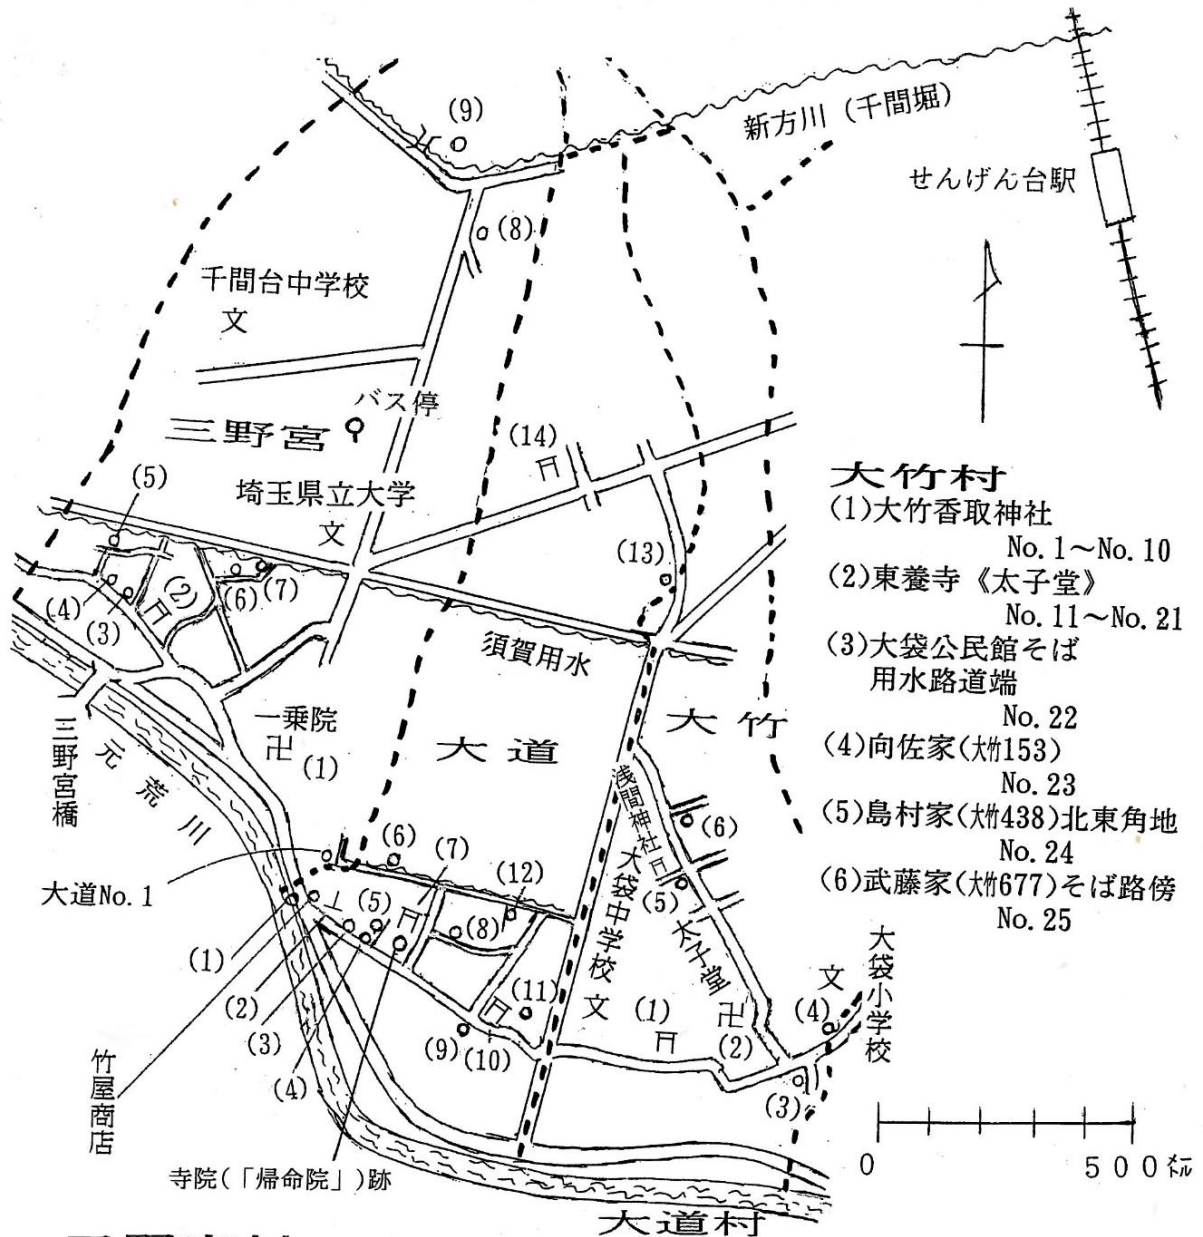 (9)
新方川(千間堀)
せんげん台駅
(8)
千間台中学校
文
バス停
三野宮
(14)
埼玉県立大学
文
(5)
(13)
(4)
(3)
(2)
(6)
(7)
須賀用水
大竹村
(1)大竹香取神社
No.1～No.10
(2)東養寺《太子堂》
No.11～No.21
(3)大袋公民館そば
用水路道端
No.22
(4)向佐家(大竹153)
No.23
(5)島村家(大竹438)北東角地
No.24
(6)武藤家(大竹677)そば路傍
No.25
三野宮橋
元荒川
一乗院
卍
(1)
大道
大竹
浅間神社
(5)
(6)
大袋中学校
文
太子堂
卍
(2)
(1)
文
(4)
大袋小学校
(3)
大道No.1
(6)
(7)
(12)
(5)
(8)
(11)
(1)
(2)
(3)
(4)
(9)
(10)
竹屋商店
寺院(「帰命院」)跡
0
500メートル
大道村